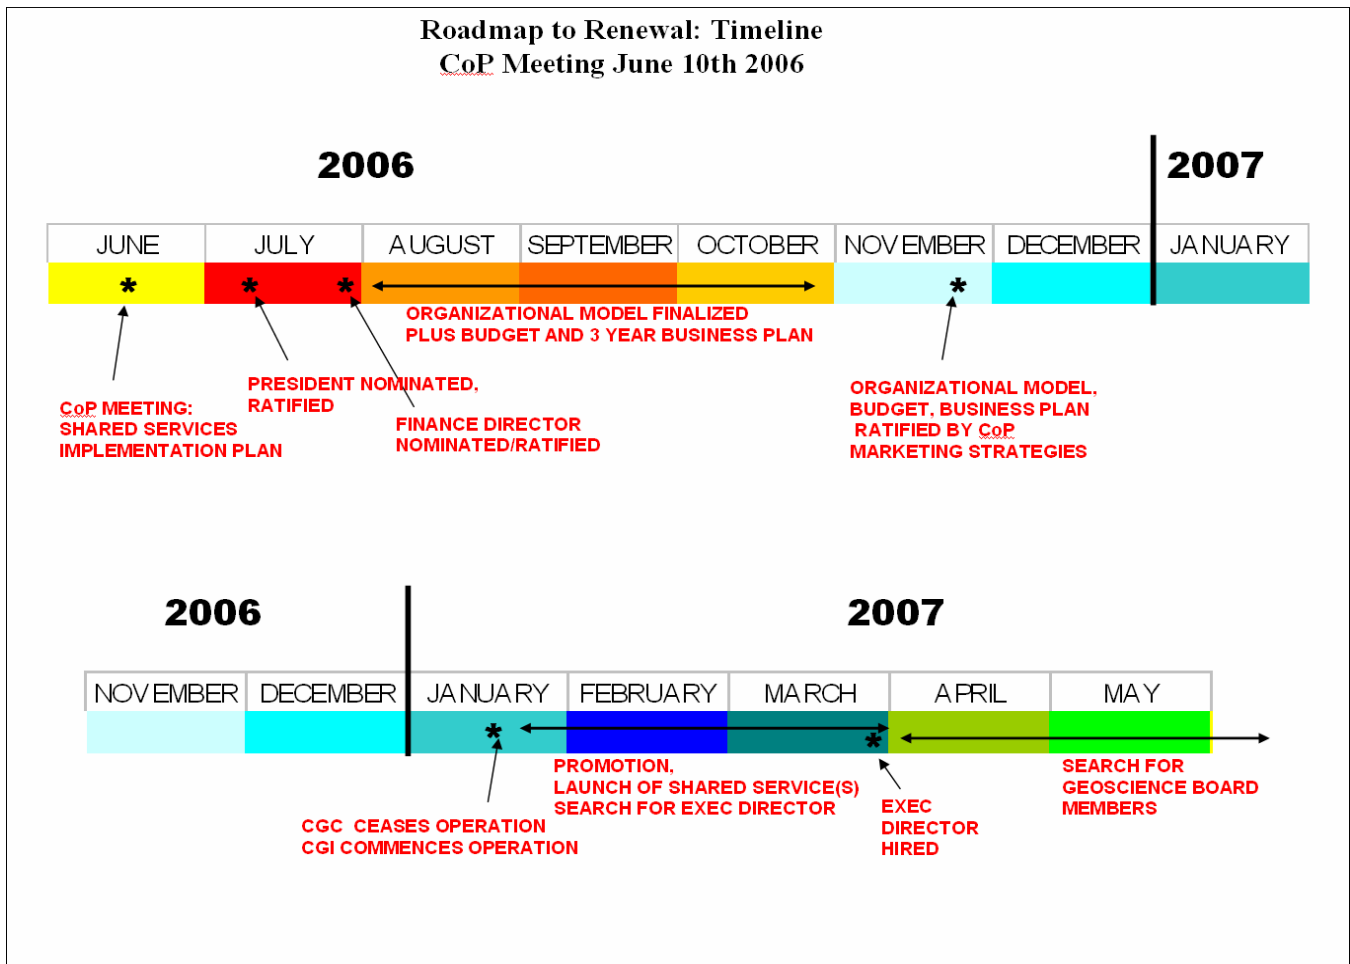 Roadmap to Renewal: Timeline
CoP Meeting June 10th 2006
2006
2007
JUNE
JULY
AUGUST
SEPTEMBER
OCTOBER
NOVEMBER
DECEMBER
JANUARY
*
*
*
*
ORGANIZATIONAL MODEL FINALIZED
PLUS BUDGET AND 3 YEAR BUSINESS PLAN
CoP MEETING:
SHARED SERVICES
IMPLEMENTATION PLAN
PRESIDENT NOMINATED,
RATIFIED
FINANCE DIRECTOR
NOMINATED/RATIFIED
ORGANIZATIONAL MODEL,
BUDGET, BUSINESS PLAN
RATIFIED BY CoP
MARKETING STRATEGIES
2006
2007
NOVEMBER
DECEMBER
JANUARY
FEBRUARY
MARCH
APRIL
MAY
*
*
CGC CEASES OPERATION
CGI COMMENCES OPERATION
PROMOTION,
LAUNCH OF SHARED SERVICE(S)
SEARCH FOR EXEC DIRECTOR
EXEC
DIRECTOR
HIRED
SEARCH FOR
GEOSCIENCE BOARD
MEMBERS